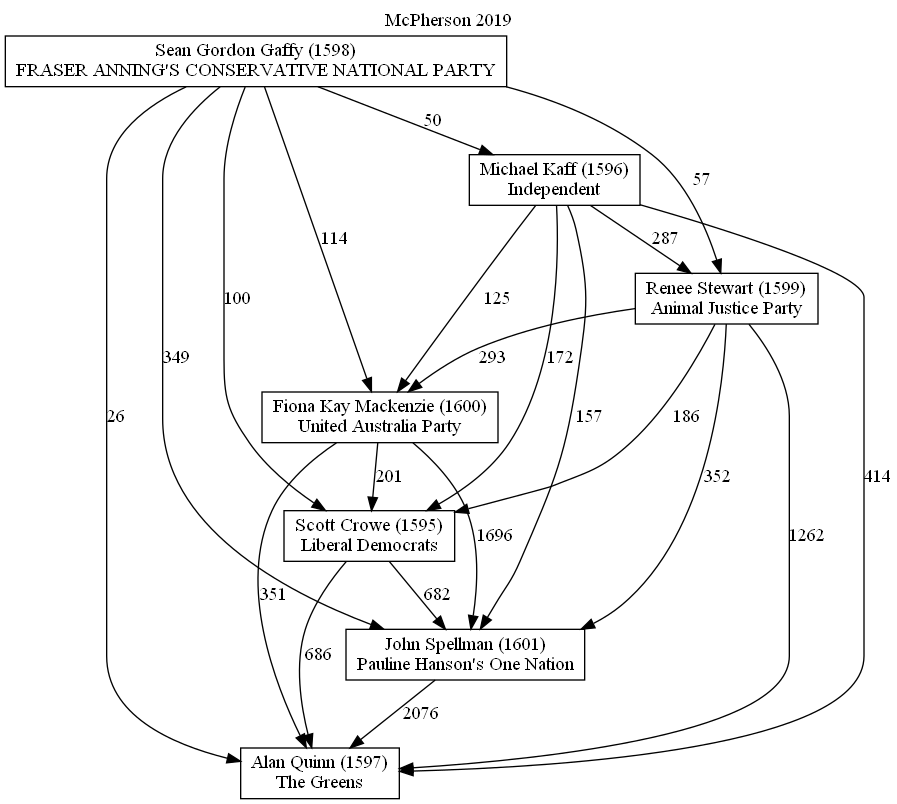 McPherson 2019
Sean Gordon Gaffy (1598)
FRASER ANNING'S CONSERVATIVE NATIONAL PARTY
50
Michael Kaff (1596)
Independent
57
114
287
Renee Stewart (1599)
Animal Justice Party
100
125
349
293
172
Fiona Kay Mackenzie (1600)
United Australia Party
26
157
186
201
352
414
Scott Crowe (1595)
Liberal Democrats
1696
1262
351
682
John Spellman (1601)
Pauline Hanson's One Nation
686
2076
Alan Quinn (1597)
The Greens